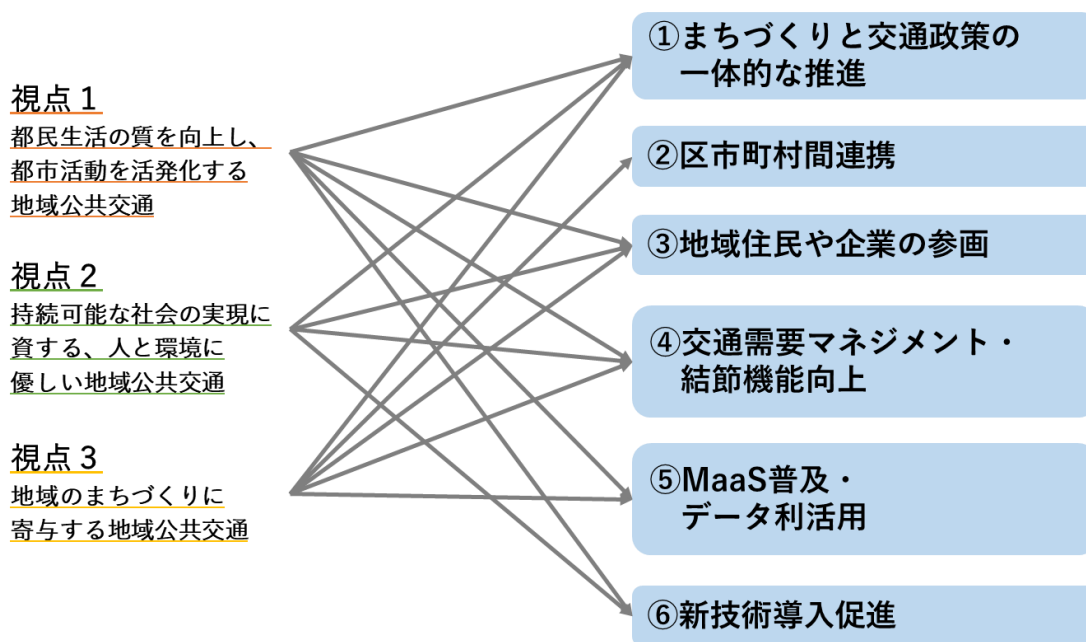 視点1
都民生活の質を向上し、
都市活動を活発化する
地域公共交通
視点2
持続可能な社会の実現に
資する、人と環境に
優しい地域公共交通
視点3
地域のまちづくりに
寄与する地域公共交通
①まちづくりと交通政策の
一体的な推進
②区市町村間連携
③地域住民や企業の参画
④交通需要マネジメント・
結節機能向上
⑤MaaS普及・
データ利活用
⑥新技術導入促進